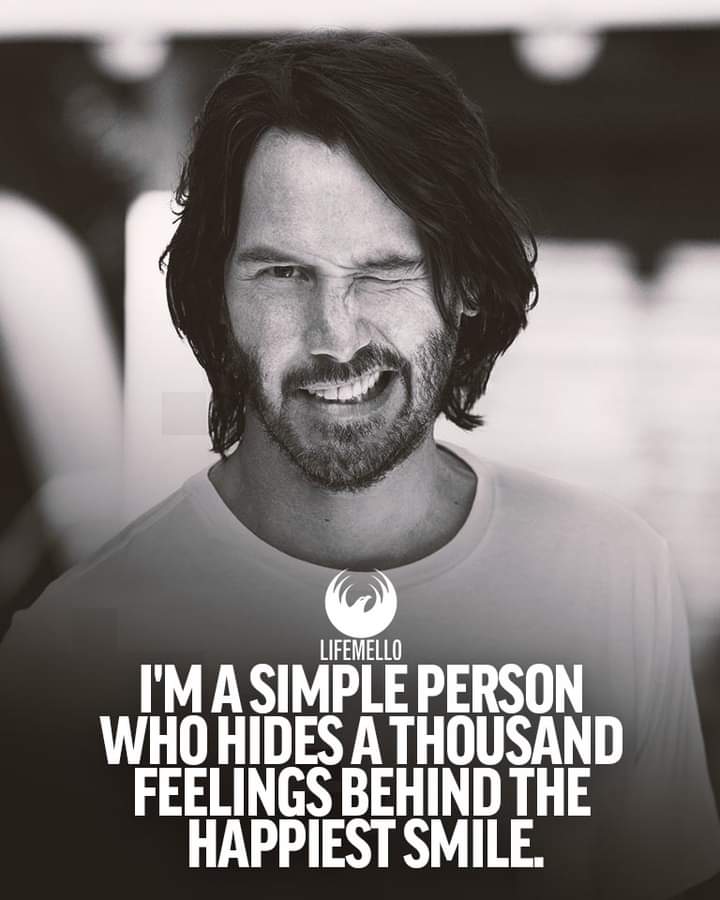 LIFEMELLO
I'M A SIMPLE PERSON
WHO HIDES A THOUSAND
FEELINGS BEHIND THE
HAPPIEST SMILE.